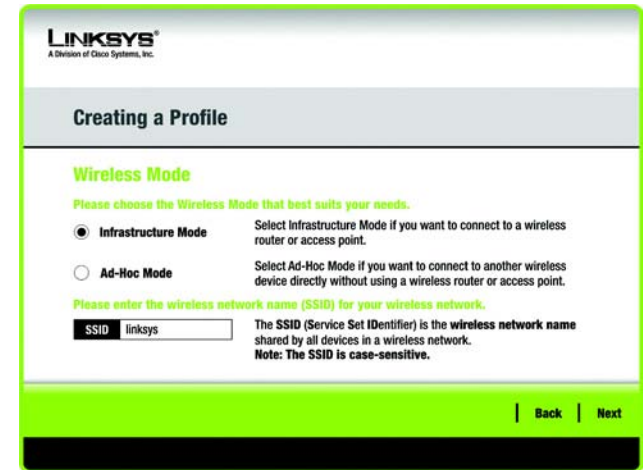 LINKSYS®
A Division of Cisco Systems, Inc.
Creating a Profile
Wireless Mode
Please choose the Wireless Mode that best suits your needs.
Infrastructure Mode
Select Infrastructure Mode if you want to connect to a wireless
router or access point.
Ad-Hoc Mode
Select Ad-Hoc Mode if you want to connect to another wireless
device directly without using a wireless router or access point.
Please enter the wireless network name (SSID) for your wireless network.
SSID linksys
The SSID (Service Set IDentifier) is the wireless network name
shared by all devices in a wireless network.
Note: The SSID is case-sensitive.
Back Next